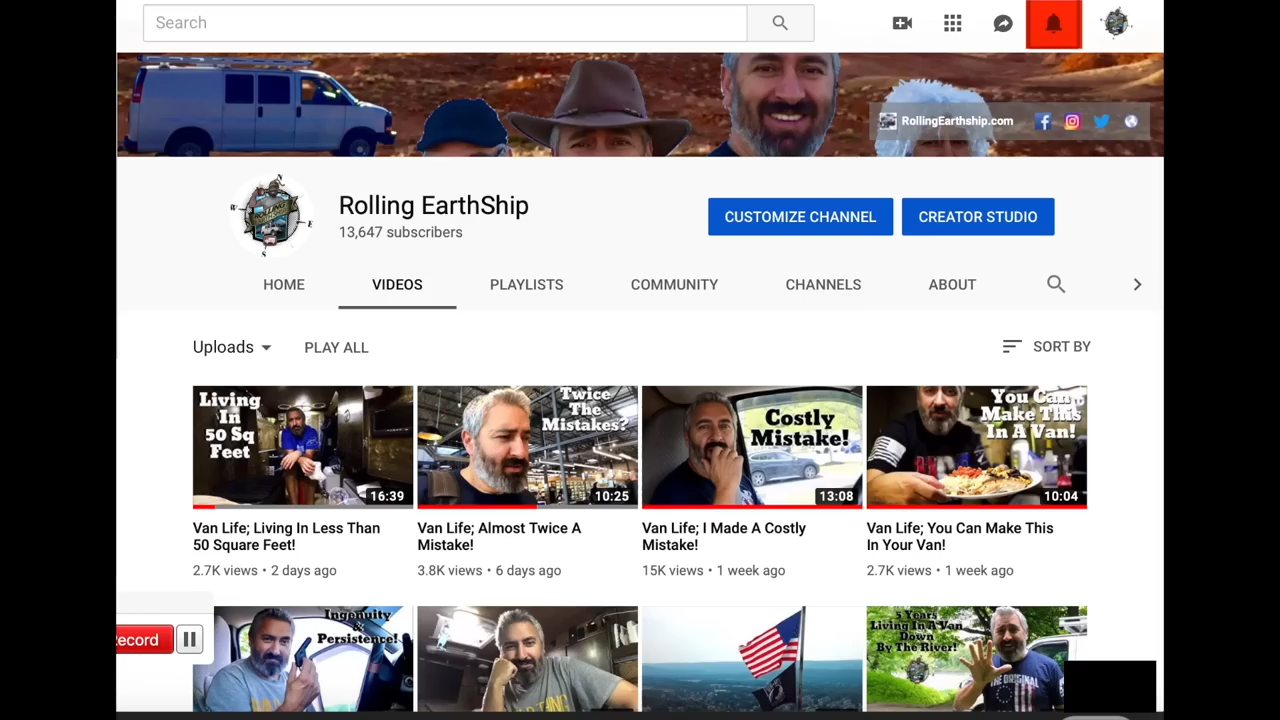 Search
RollingEarthship.com
Rolling EarthShip
13,647 subscribers
CUSTOMIZE CHANNEL
CREATOR STUDIO
HOME
VIDEOS
PLAYLISTS
COMMUNITY
CHANNELS
ABOUT
Uploads
PLAY ALL
SORT BY
Living
In
50 Sq
Feet
16:39
Twice
The
Mistakes?
10:25
Costly
Mistake!
13:08
You Can
Make This
In A Van!
10:04
Van Life; Living In Less Than
50 Square Feet!
2.7K views • 2 days ago
Van Life; Almost Twice A
Mistake!
3.8K views • 6 days ago
Van Life; I Made A Costly
Mistake!
15K views • 1 week ago
Van Life; You Can Make This
In Your Van!
2.7K views • 1 week ago
Record
Ingenuity
&
Persistence!
5 Years
Living In A Van
Down
By The River!
THE ORIGINAL